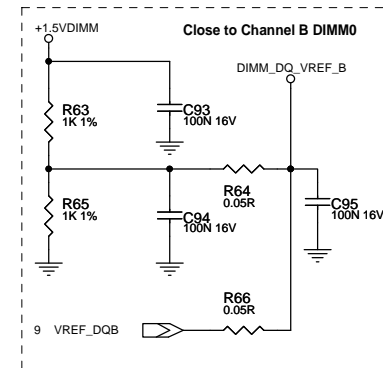 +1.5VDIMM
Close to Channel B DIMM0
DIMM_DQ_VREF_B
R63
1K 1%
C93
100N 16V
R65
1K 1%
C94
100N 16V
R64
0.05R
C95
100N 16V
R66
0.05R
9 VREF_DQB